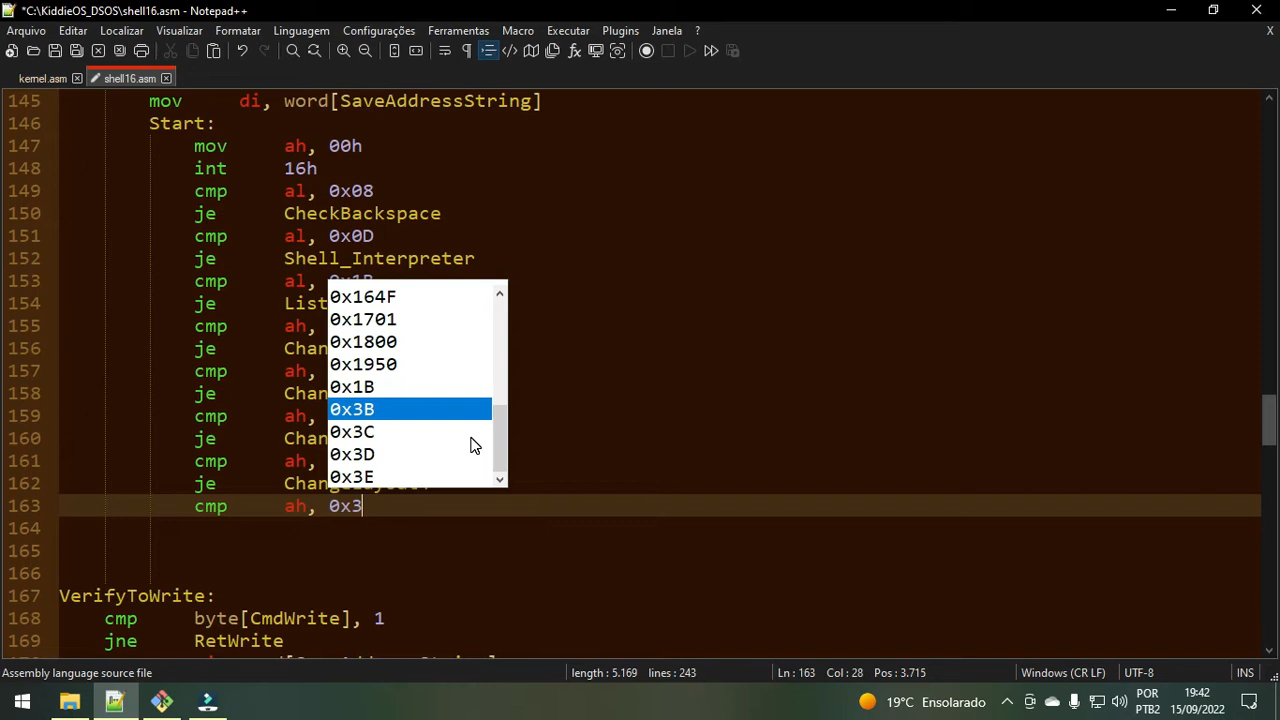 *C:\KiddieOS_DSOS\shell16.asm - Notepad++
Arquivo Editar Localizar Visualizar Formatar Linguagem Configurações Ferramentas Macro Executar Plugins Janela ? X
kernel.asm shell16.asm
145 mov di, word[SaveAddressString]
146 Start:
147 mov ah, 00h
148 int 16h
149 cmp al, 0x08
150 je CheckBackspace
151 cmp al, 0x0D
152 je Shell_Interpreter
153 cmp al, 0x1B
154 je List
155 cmp ah,
156 je Chan
157 cmp ah,
158 je Chan
159 cmp ah,
160 je Chan
161 cmp ah,
162 je
163 cmp ah, 0x3
164
165
166
167 VerifyToWrite:
168 cmp byte[CmdWrite], 1
169 jne RetWrite
0x164F
0x1701
0x1800
0x1950
0x1B
0x3B
0x3C
0x3D
0x3E
Assembly language source file length : 5.169 lines : 243 Ln : 163 Col : 28 Pos : 3.715 Windows (CR LF) UTF-8 INS
19°C Ensolarado POR PTB2 19:42 15/09/2022